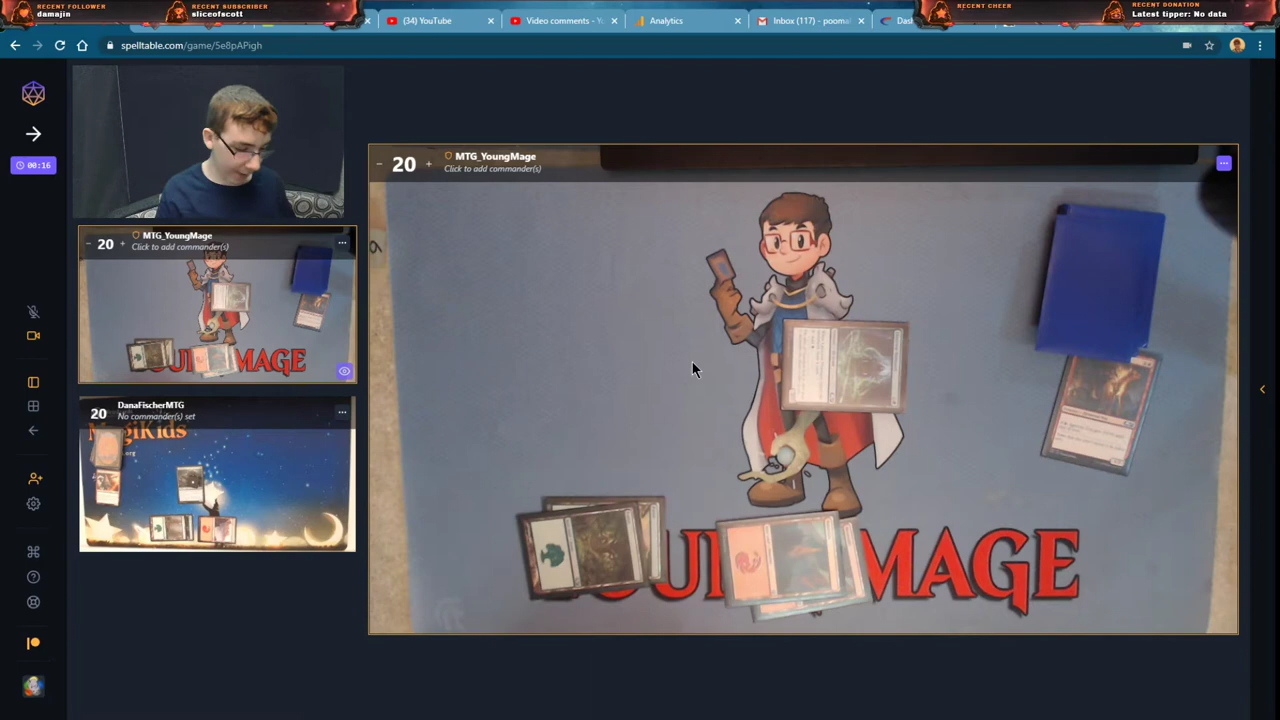 RECENT FOLLOWER
damajin
RECENT SUBSCRIBER
sliceofscott
RECENT CHEER
RECENT DONATION
Latest tipper: No data
(34) YouTube
Video comments - Y
Analytics
Inbox (117) - pooma
Das
spelltable.com/game/5e8pAPigh
00:16
20
MTG_YoungMage
Click to add commander(s)
20
MTG_YoungMage
Click to add commander(s)
MAGE
20
DanaFischerMTG
No commander(s) set
MagiKids
MAGE